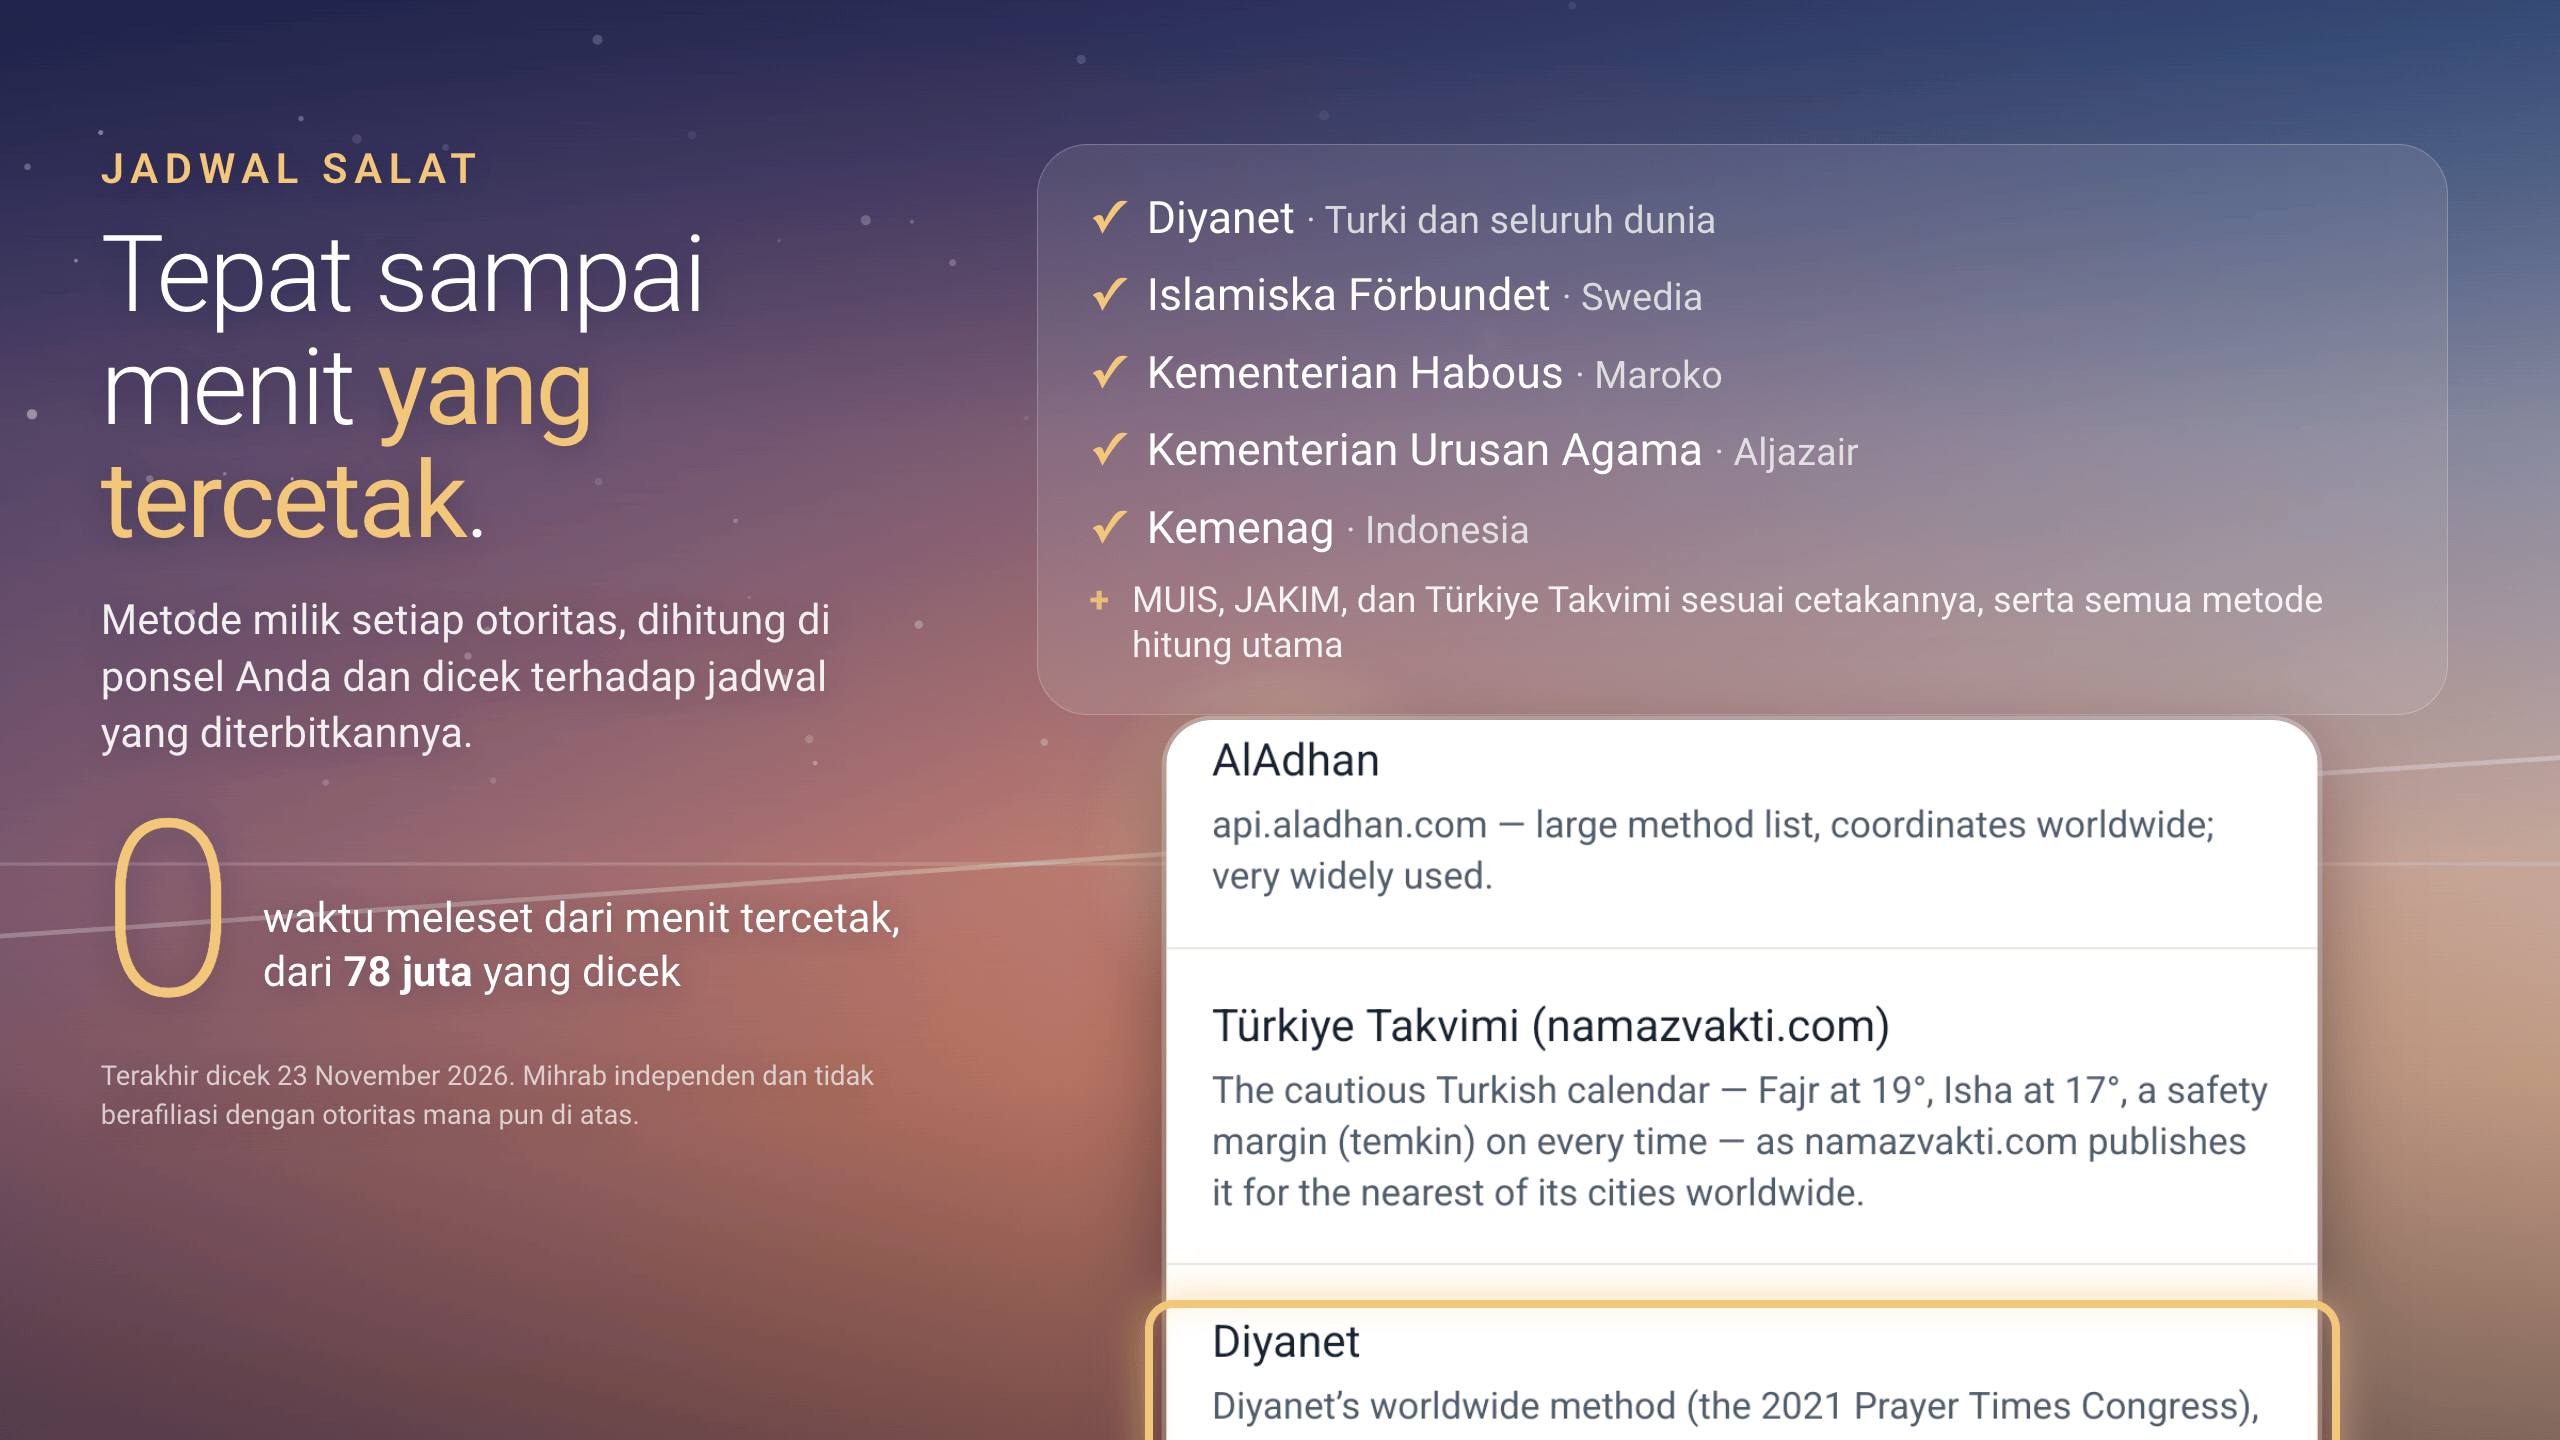 JADWAL SALAT
Tepat sampai
menit yang
tercetak.
Metode milik setiap otoritas, dihitung di
ponsel Anda dan dicek terhadap jadwal
yang diterbitkannya.
0
waktu meleset dari menit tercetak,
dari 78 juta yang dicek
Terakhir dicek 23 November 2026. Mihrab independen dan tidak
berafiliasi dengan otoritas mana pun di atas.
✓ Diyanet · Turki dan seluruh dunia
✓ Islamiska Förbundet · Swedia
✓ Kementerian Habous · Maroko
✓ Kementerian Urusan Agama · Aljazair
✓ Kemenag · Indonesia
+ MUIS, JAKIM, dan Türkiye Takvimi sesuai cetakannya, serta semua metode
hitung utama
AlAdhan
api.aladhan.com — large method list, coordinates worldwide;
very widely used.
Türkiye Takvimi (namazvakti.com)
The cautious Turkish calendar — Fajr at 19°, Isha at 17°, a safety
margin (temkin) on every time — as namazvakti.com publishes
it for the nearest of its cities worldwide.
Diyanet
Diyanet’s worldwide method (the 2021 Prayer Times Congress),